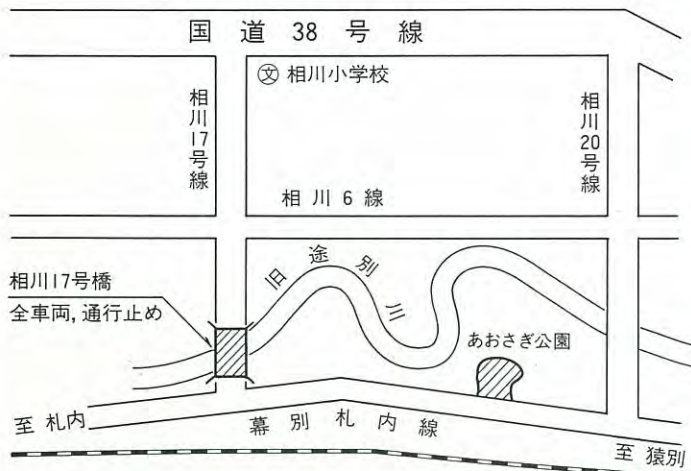 国道38号線
㊫ 相川小学校
相川17号線
相川20号線
相川6線
旧途別川
相川17号橋
全車両,通行止め
あおさぎ公園
至 札内
幕別札内線
至 猿別